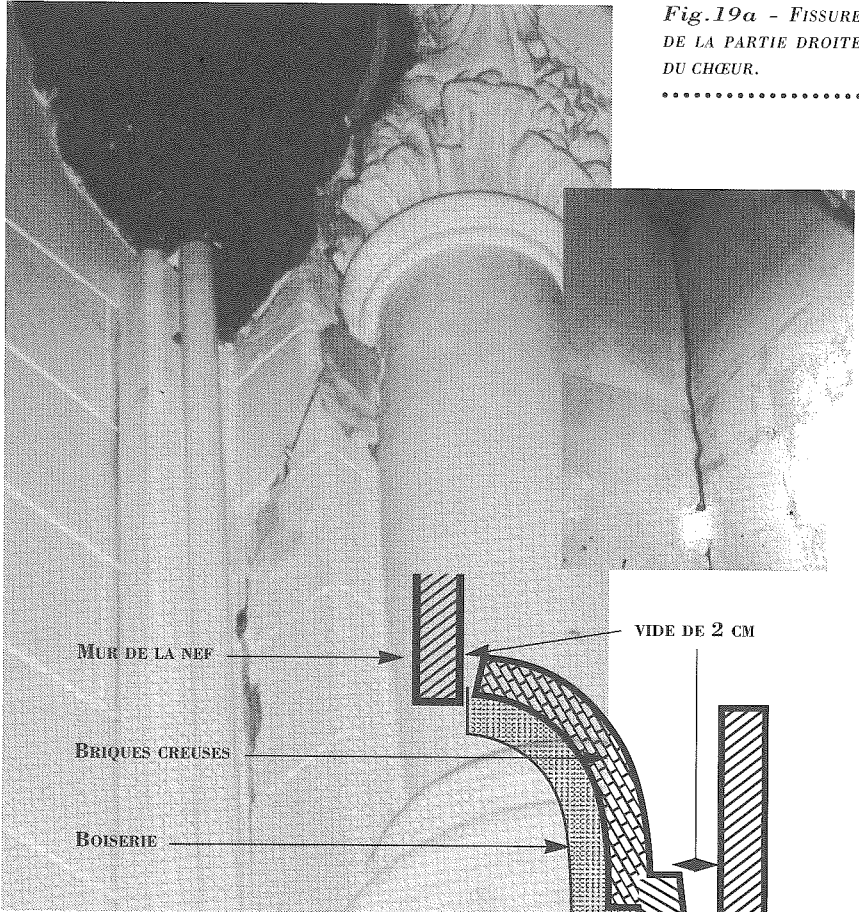 Fig.19a - FISSURE
DE LA PARTIE DROITE
DU CHŒUR.
VIDE DE 2 CM
MUR DE LA NEF
BRIQUES CREUSES
BOISERIE